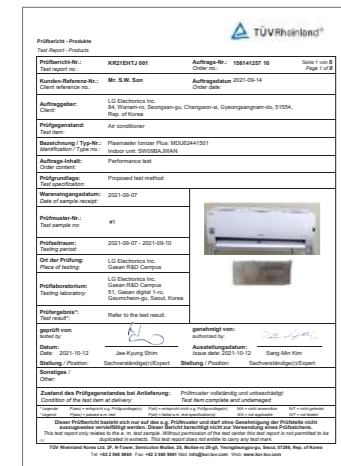 TÜVRheinland®
Prüfbericht - Produkte
Test Report - Products
Prüfbericht-Nr.: KR21EHTJ 001 Auftrags-Nr.: 156141257 10 Seite 1 von 8
Test report no.: Order no.: Page 1 of 8
Kunden-Referenz-Nr.: Mr. S.W. Son Auftragsdatum 2021-09-14
Client reference no.: Order date:
Auftraggeber: LG Electronics Inc.
Client: 84, Wanam-ro, Seongsan-gu, Changwon-si, Gyeongsangnam-do, 51554,
Rep. of Korea
Prüfgegenstand: Air conditioner
Test item:
Bezeichnung / Typ-Nr.: Plasmaster Ionizer Plus: MDU62441501
Identification / Type no.: Indoor unit: SW09BAJWAN
Auftrags-Inhalt: Performance test
Order content:
Prüfgrundlage: Proposed test method
Test specification:
Wareneingangsdatum: 2021-09-07
Date of sample receipt:
Prüfmuster-Nr.: #1
Test sample no:
Prüfzeitraum: 2021-09-07 - 2021-09-10
Testing period:
Ort der Prüfung: LG Electronics Inc.
Place of testing: Gasan R&D Campus
Prüflaboratorium: LG Electronics Inc.
Testing laboratory: Gasan R&D Campus
51, Gasan digital 1-ro,
Geumcheon-gu, Seoul, Korea
Prüfergebnis*: Refer to the test result.
Test result*:
geprüft von: genehmigt von:
tested by: authorized by:
Datum: Ausstellungsdatum:
Date: 2021-10-12 Jae-Kyung Shim Issue date: 2021-10-12 Sang-Min Kim
Stellung / Position: Sachverständige(r)/Expert Stellung / Position: Sachverständige(r)/Expert
Sonstiges /
Other:
Zustand des Prüfgegenstandes bei Anlieferung: Prüfmuster vollständig und unbeschädigt
Condition of the test item at delivery: Test item complete and undamaged
Dieser Prüfbericht bezieht sich nur auf das o.g. Prüfmuster und darf ohne Genehmigung der Prüfstelle nicht
auszugsweise vervielfältigt werden. Dieser Bericht berechtigt nicht zur Verwendung eines Prüfzeichens.
This test report only relates to the a. m. test sample. Without permission of the test center this test report is not permitted to be
duplicated in extracts. This test report does not entitle to carry any test mark.